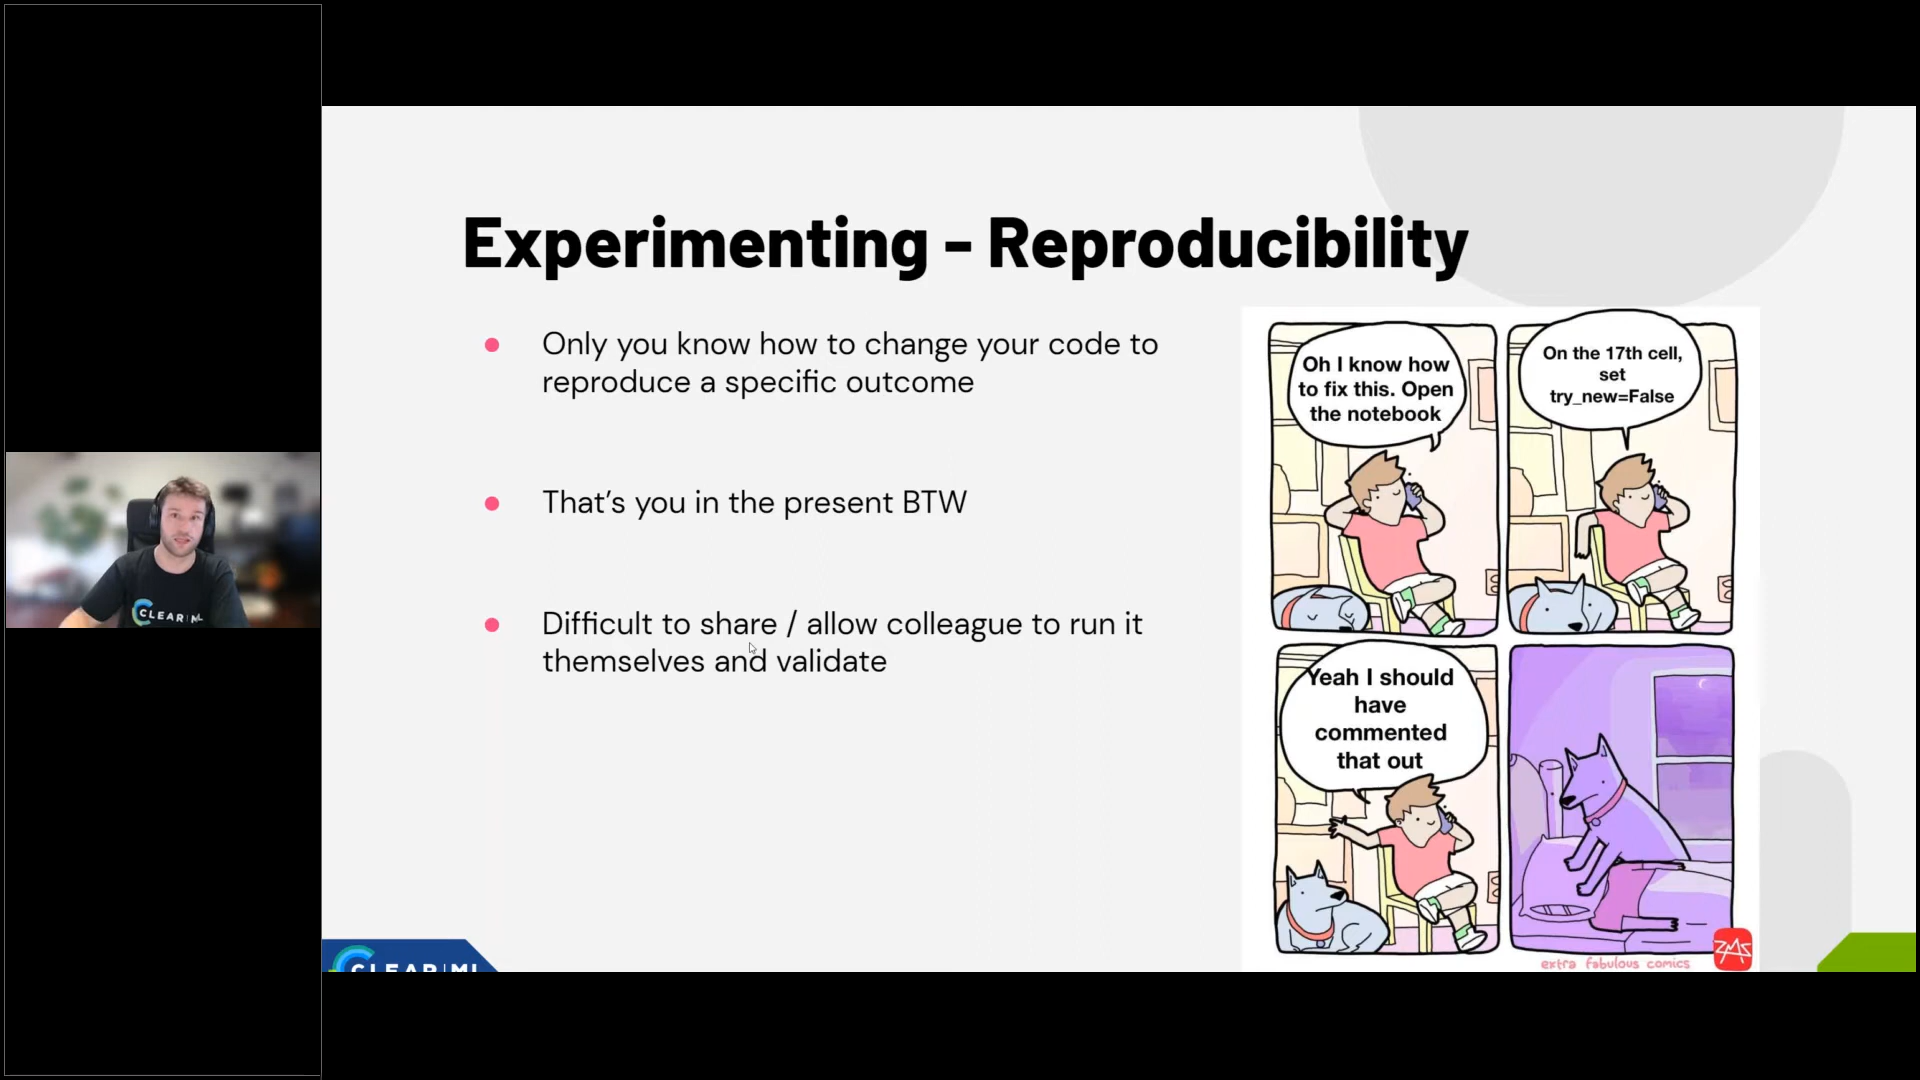 Experimenting – Reproducibility
Only you know how to change your code to
reproduce a specific outcome
That's you in the present BTW
Difficult to share / allow colleague to run it
themselves and validate
Oh I know how
to fix this. Open
the notebook
On the 17th cell,
set
try_new=False
Yeah I should
have
commented
that out
extra fabulous comics
ZMS
CLEAR|ML
CLEAR|ML